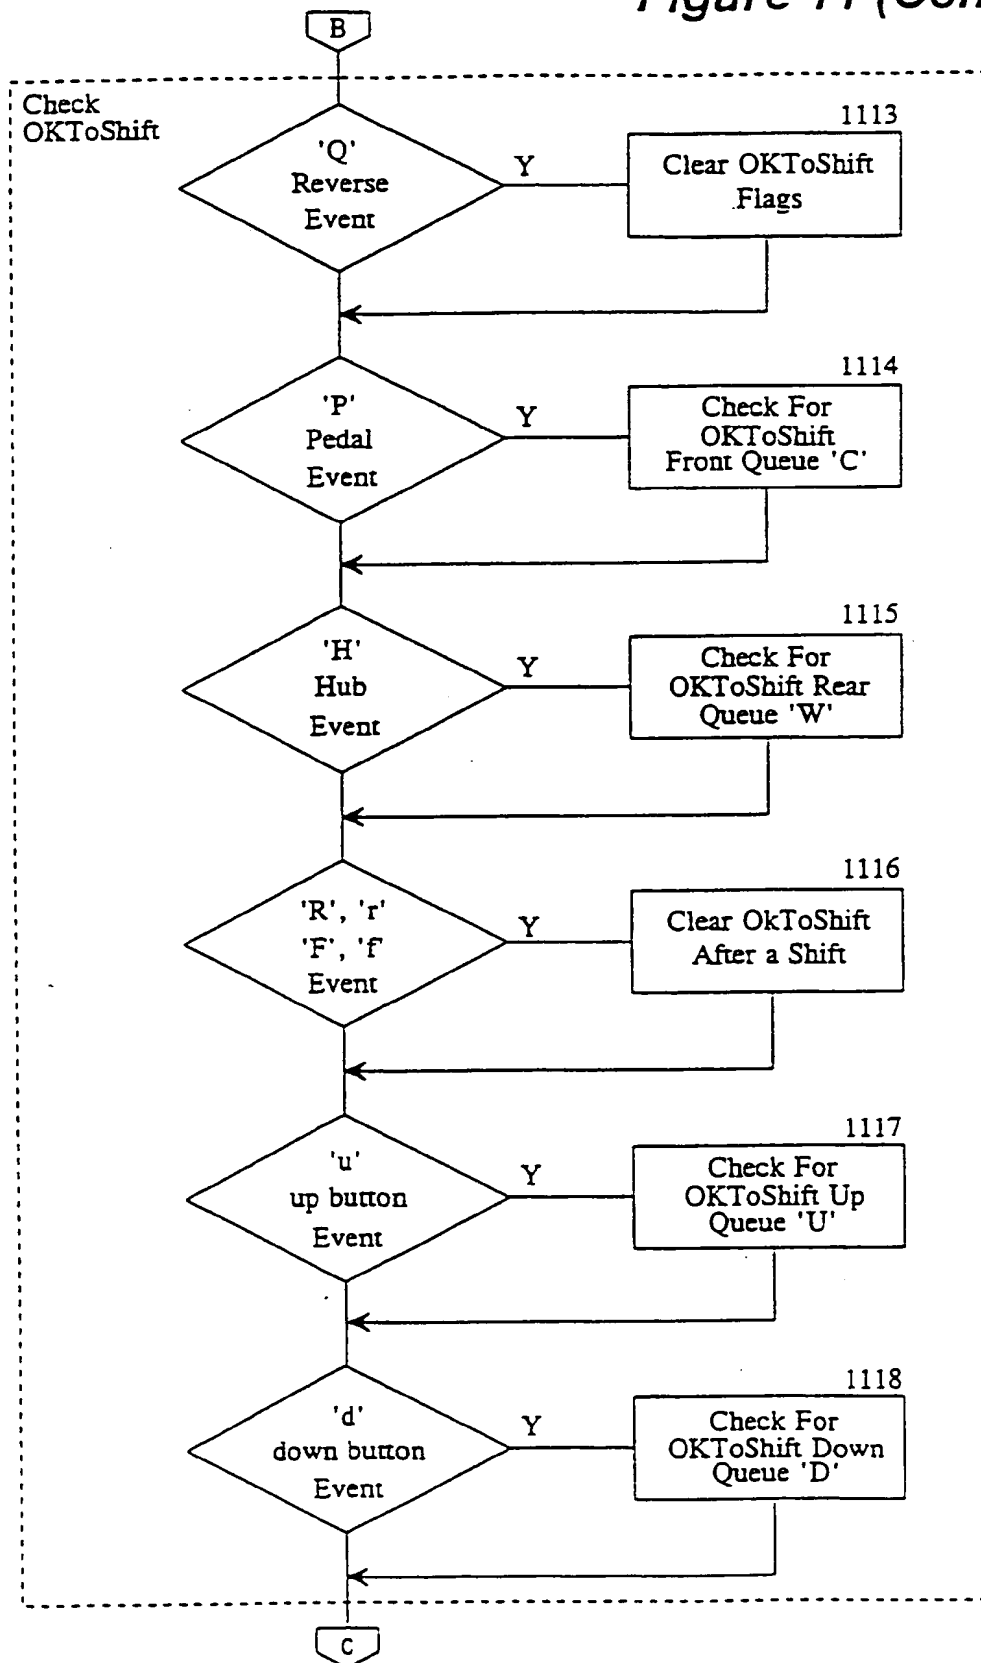 Figure 11 (Con
B
Check
OKToShift
'Q'
Reverse
Event
Y
1113
Clear OKToShift
Flags
'P'
Pedal
Event
Y
1114
Check For
OKToShift
Front Queue 'C'
'H'
Hub
Event
Y
1115
Check For
OKToShift Rear
Queue 'W'
'R', 'r'
'F', 'f'
Event
Y
1116
Clear OkToShift
After a Shift
'u'
up button
Event
Y
1117
Check For
OKToShift Up
Queue 'U'
'd'
down button
Event
Y
1118
Check For
OKToShift Down
Queue 'D'
C